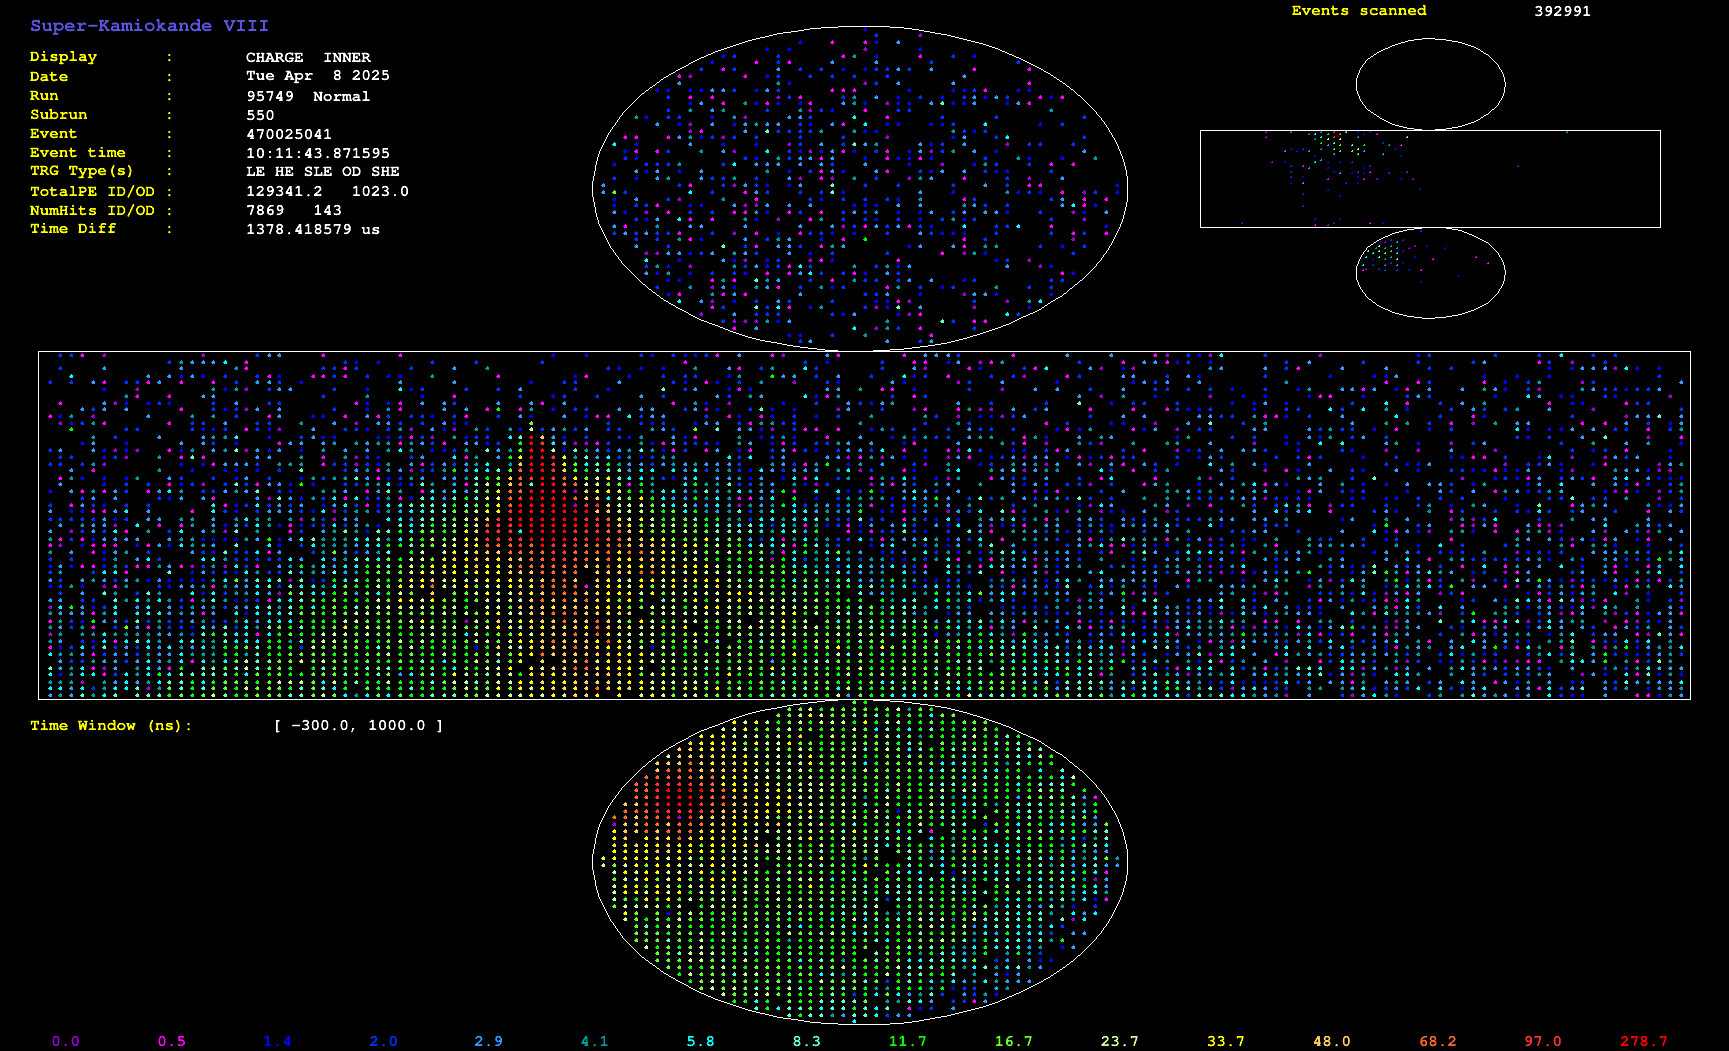 Super-Kamiokande VIII
Events scanned 392991
Display : CHARGE INNER
Date : Tue Apr 8 2025
Run : 95749 Normal
Subrun : 550
Event : 470025041
Event time : 10:11:43.871595
TRG Type(s) : LE HE SLE OD SHE
TotalPE ID/OD : 129341.2 1023.0
NumHits ID/OD : 7869 143
Time Diff : 1378.418579 us
Time Window (ns): [ -300.0, 1000.0 ]
0.0 0.5 1.4 2.0 2.9 4.1 5.8 8.3 11.7 16.7 23.7 33.7 48.0 68.2 97.0 278.7